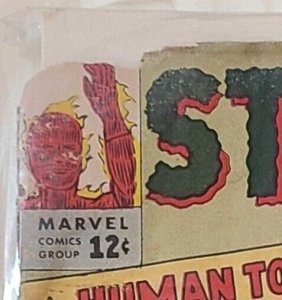 ST
MARVEL
COMICS
GROUP 12¢
HUMAN TO